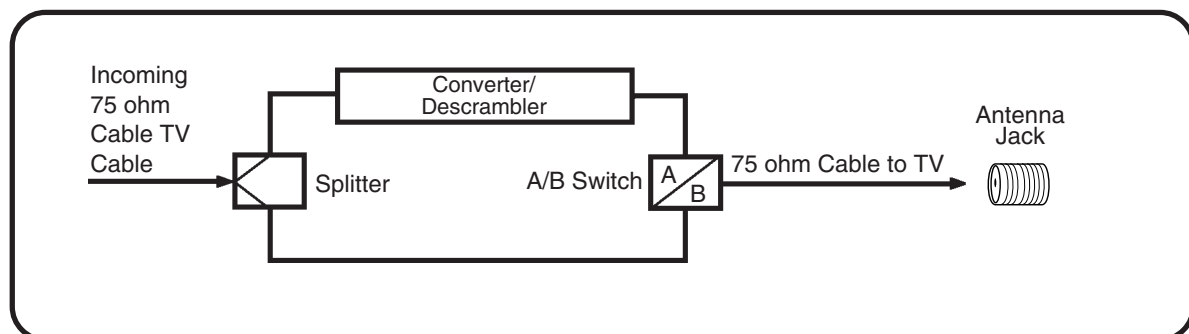 Incoming
75 ohm
Cable TV
Cable
Converter/
Descrambler
Splitter
A/B Switch
A
B
75 ohm Cable to TV
Antenna
Jack